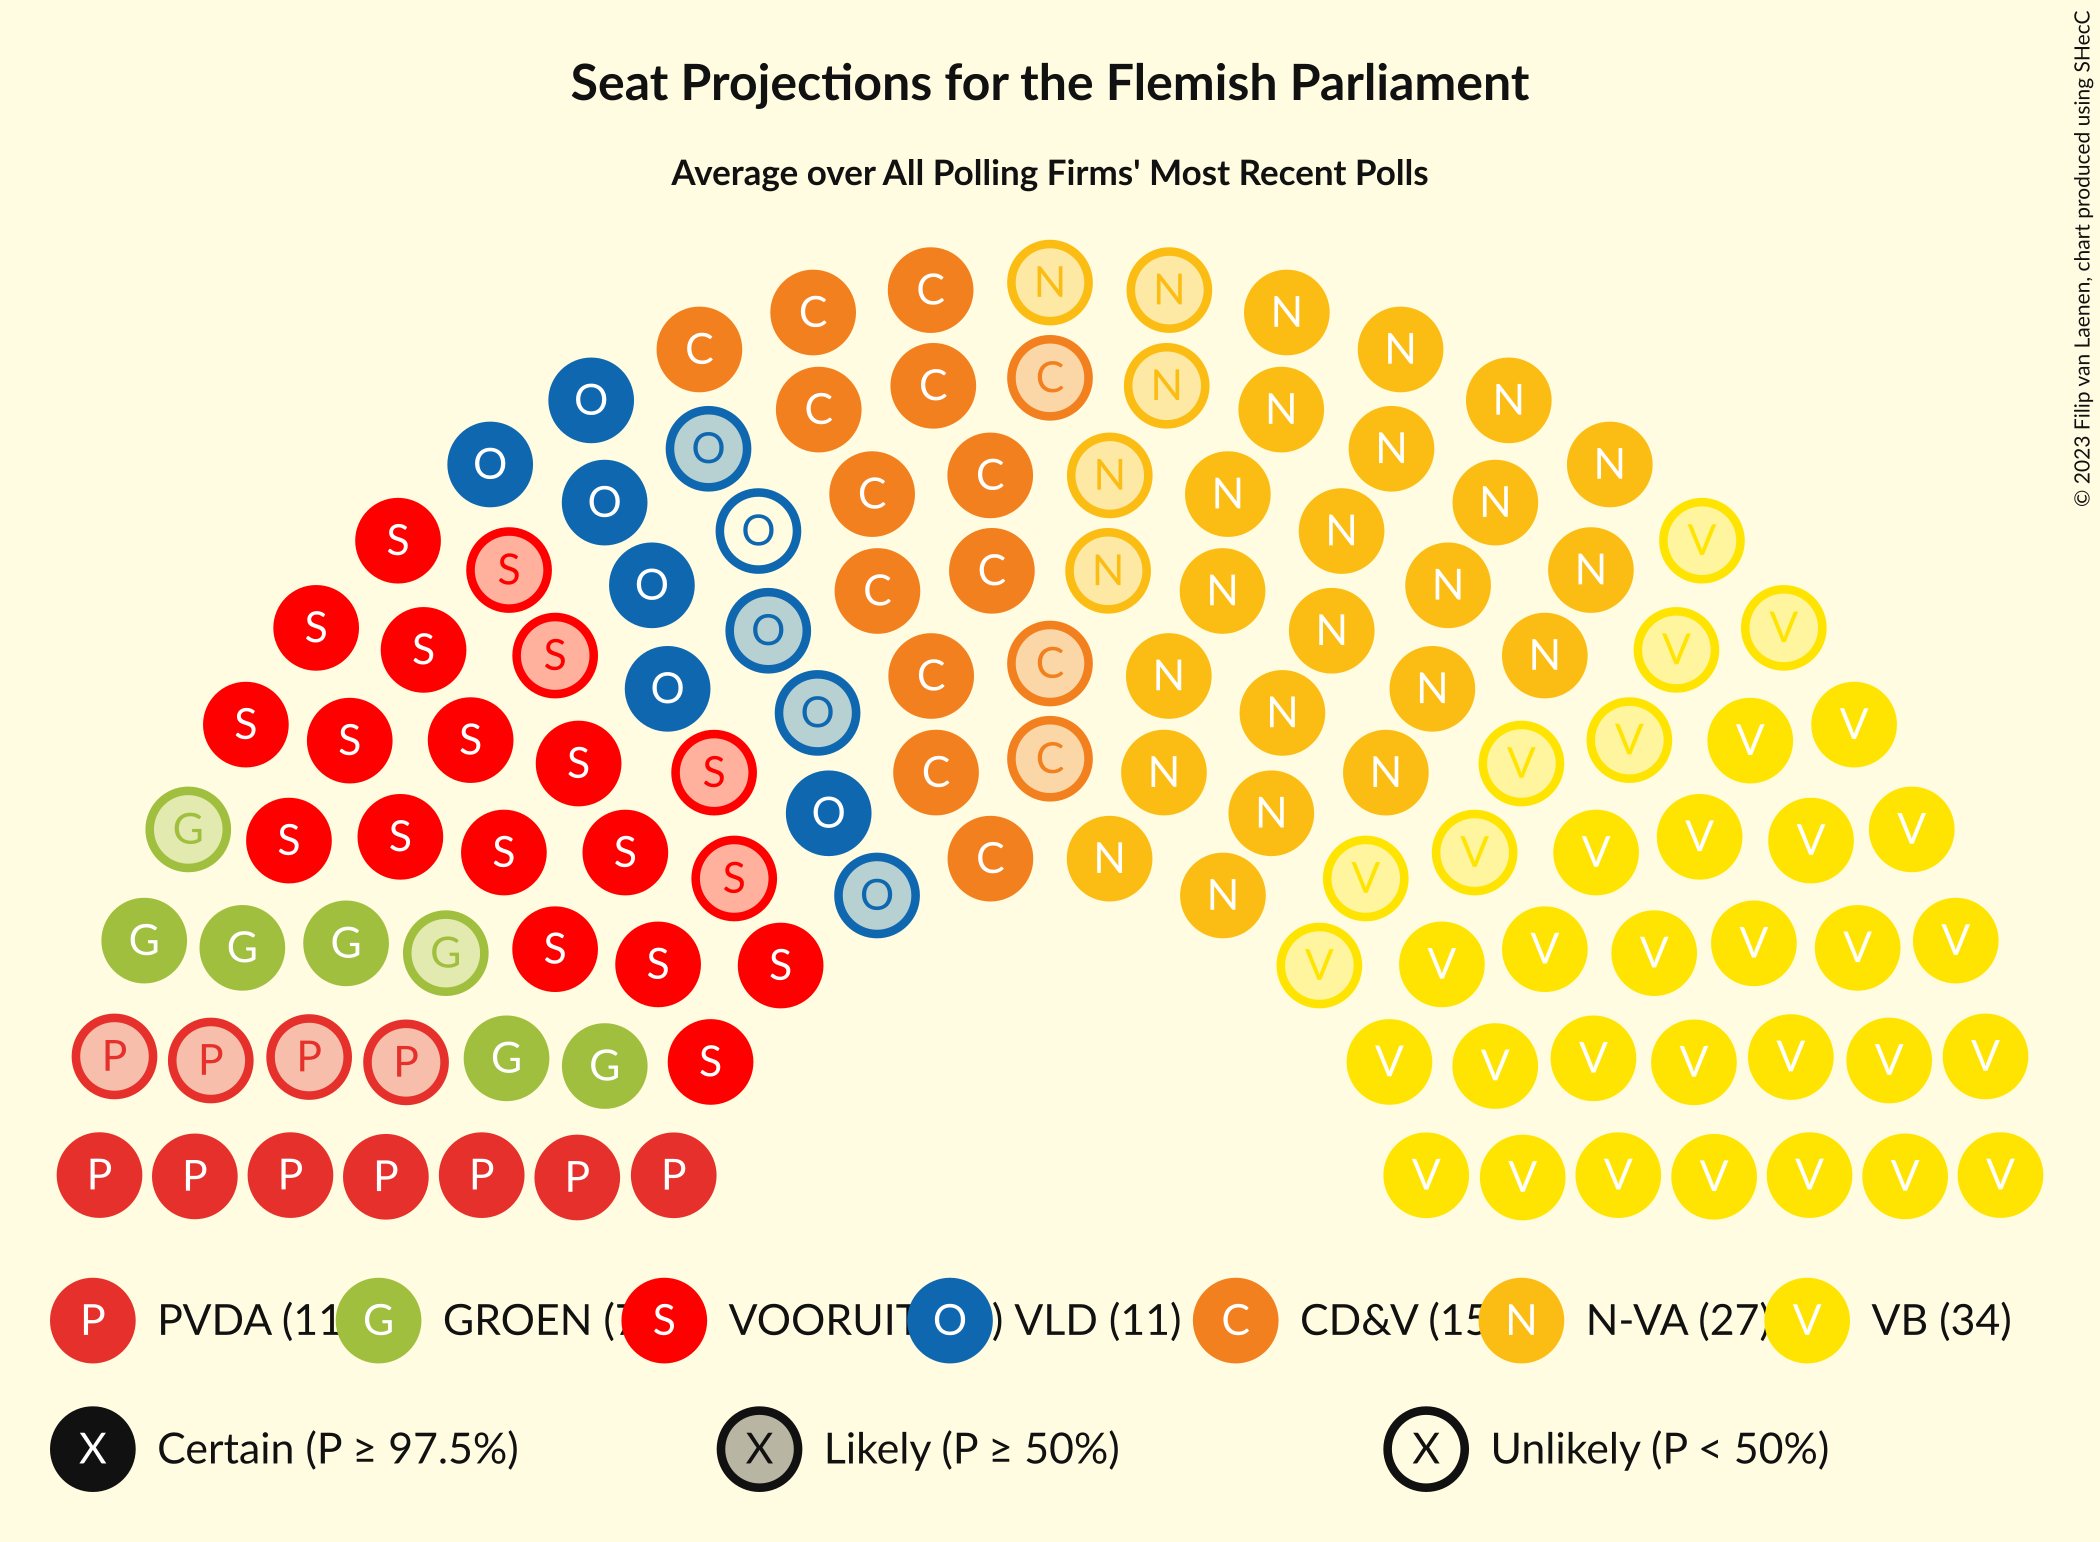 Seat Projections for the Flemish Parliament
Average over All Polling Firms' Most Recent Polls
© 2023 Filip van Laenen, chart produced using SHecC
N
C C N N
C C N N
C
O C C N N
C N
O C C N
O N N
O C C N N
S O O N
O C C N N
S S O C C N N N
S O O N N V
S S S C N V
O C N N
S S O O N N V V
S S S C N V V V
S S S C C N N V V
G S S S S O N V V V V V
S O C N V
G G G G S S S N V V V V V V V
P P P P G G S V V V V V V V
P P P P P P P V V V V V V V
P PVDA (11 G GROEN ( S VOORUIT O ) VLD (11) C CD&V (15 N N-VA (27) V VB (34)
X Certain (P ≥ 97.5%) X Likely (P ≥ 50%) X Unlikely (P < 50%)